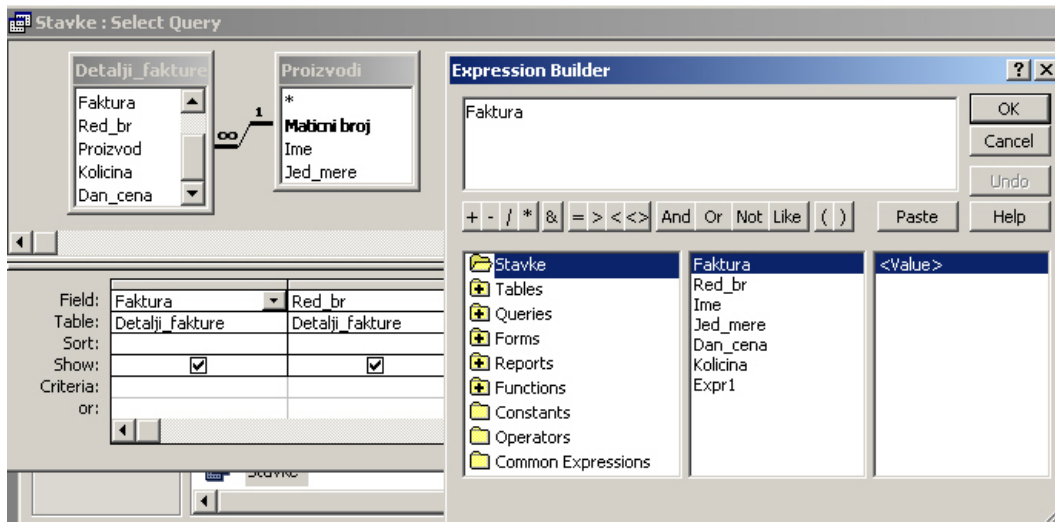 Stavke : Select Query
Detalji_fakture
Faktura
Red_br
Proizvod
Kolicina
Dan_cena
∞
1
Proizvodi
*
Maticni broj
Ime
Jed_mere
Field: Faktura Red_br
Table: Detalji_fakture Detalji_fakture
Sort:
Show:
Criteria:
or:
Stavke
Expression Builder
? X
Faktura
OK
Cancel
Undo
+ - / * & = > < <> And Or Not Like ( ) Paste Help
Stavke
Tables
Queries
Forms
Reports
Functions
Constants
Operators
Common Expressions
Faktura
Red_br
Ime
Jed_mere
Dan_cena
Kolicina
Expr1
<Value>